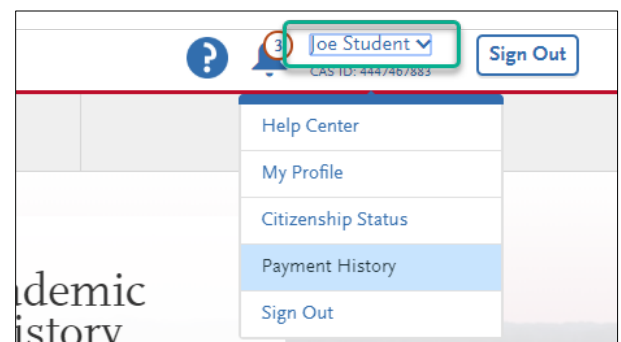 ?
3
Joe Student
Sign Out
CAS ID: 4447467883
Help Center
My Profile
Citizenship Status
Payment History
Sign Out
ademic
istory